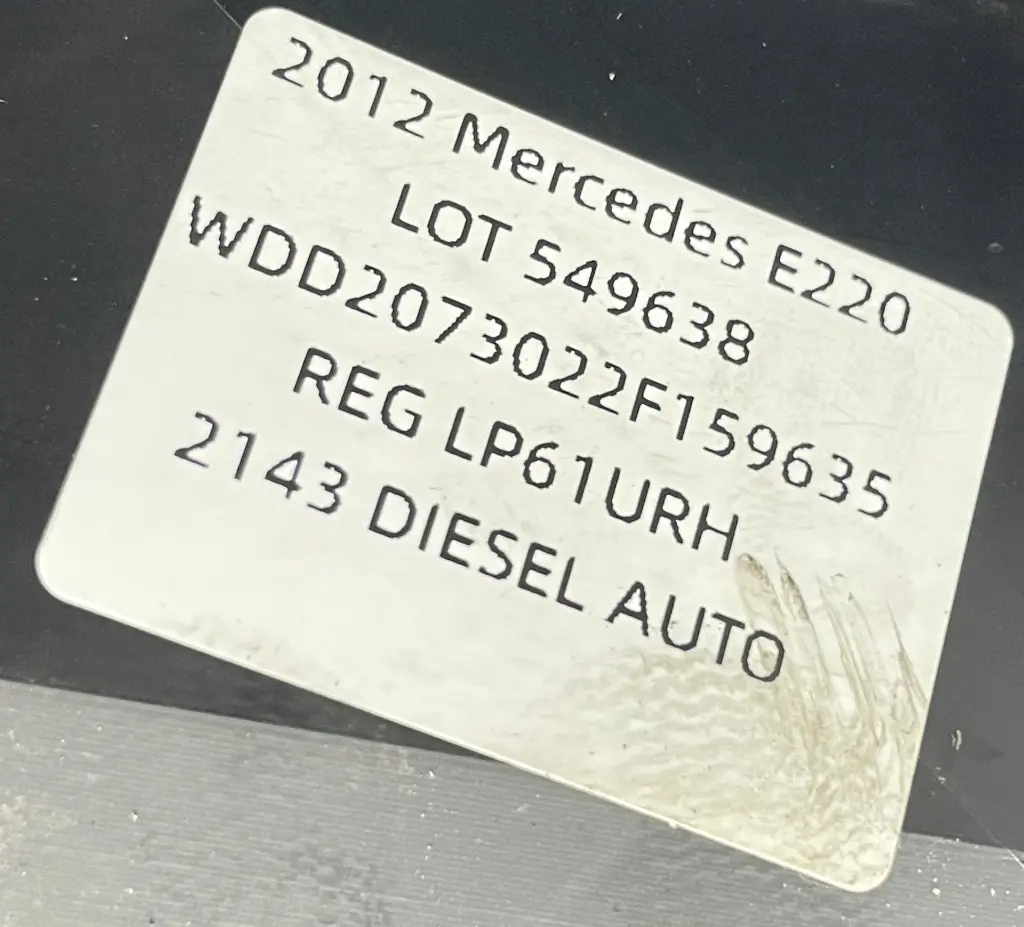 2012 Mercedes E220
LOT 549638
WDD2073022F159635
REG LP61URH
2143 DIESEL AUTO